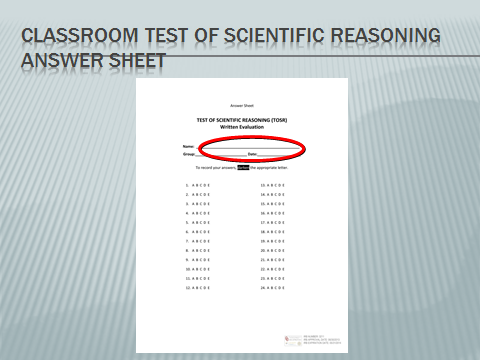 CLASSROOM TEST OF SCIENTIFIC REASONING
ANSWER SHEET
Answer Sheet
TEST OF SCIENTIFIC REASONING (TOSR)
Written Evaluation
Name:
Group: Date:
To record your answers, darken the appropriate letter.
1. A B C D E
2. A B C D E
3. A B C D E
4. A B C D E
5. A B C D E
6. A B C D E
7. A B C D E
8. A B C D E
9. A B C D E
10. A B C D E
11. A B C D E
12. A B C D E
13. A B C D E
14. A B C D E
15. A B C D E
16. A B C D E
17. A B C D E
18. A B C D E
19. A B C D E
20. A B C D E
21. A B C D E
22. A B C D E
23. A B C D E
24. A B C D E